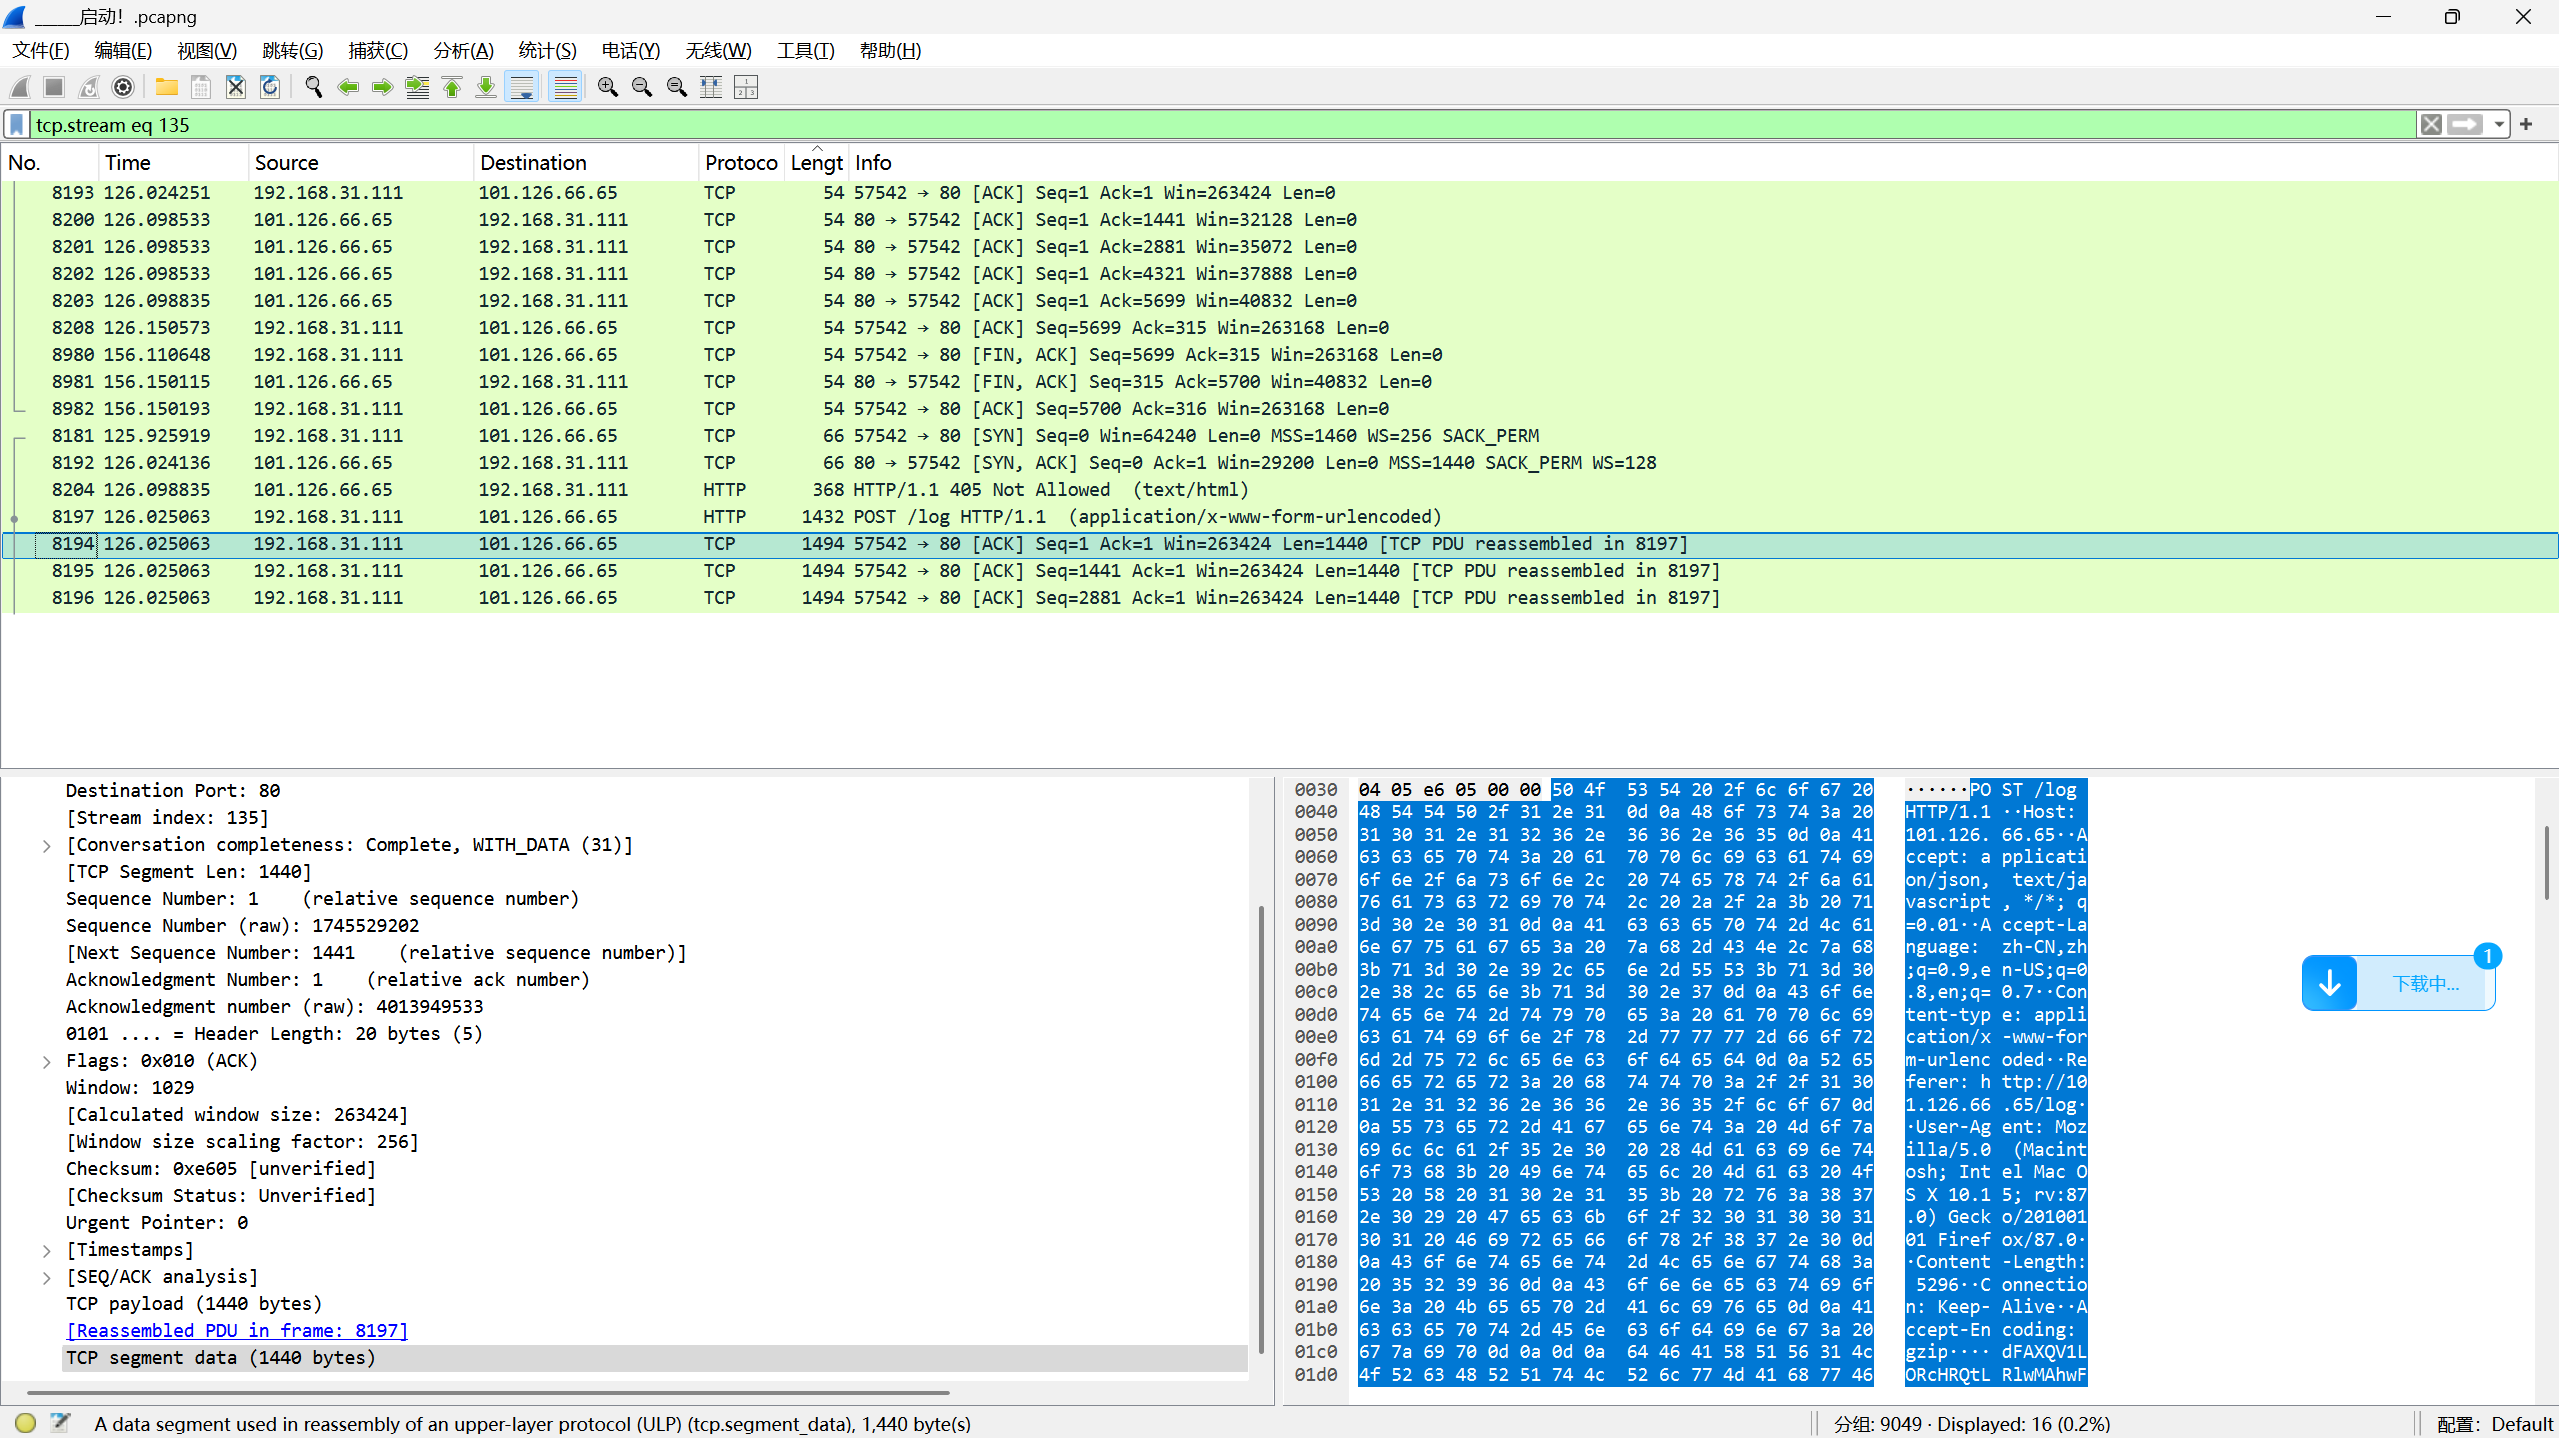 ______启动！.pcapng
文件(F) 编辑(E) 视图(V) 跳转(G) 捕获(C) 分析(A) 统计(S) 电话(Y) 无线(W) 工具(T) 帮助(H)
tcp.stream eq 135
No. Time Source Destination Protoco Lengt Info
8193 126.024251 192.168.31.111 101.126.66.65 TCP 54 57542 → 80 [ACK] Seq=1 Ack=1 Win=263424 Len=0
8200 126.098533 101.126.66.65 192.168.31.111 TCP 54 80 → 57542 [ACK] Seq=1 Ack=1441 Win=32128 Len=0
8201 126.098533 101.126.66.65 192.168.31.111 TCP 54 80 → 57542 [ACK] Seq=1 Ack=2881 Win=35072 Len=0
8202 126.098533 101.126.66.65 192.168.31.111 TCP 54 80 → 57542 [ACK] Seq=1 Ack=4321 Win=37888 Len=0
8203 126.098835 101.126.66.65 192.168.31.111 TCP 54 80 → 57542 [ACK] Seq=1 Ack=5699 Win=40832 Len=0
8208 126.150573 192.168.31.111 101.126.66.65 TCP 54 57542 → 80 [ACK] Seq=5699 Ack=315 Win=263168 Len=0
8980 156.110648 192.168.31.111 101.126.66.65 TCP 54 57542 → 80 [FIN, ACK] Seq=5699 Ack=315 Win=263168 Len=0
8981 156.150115 101.126.66.65 192.168.31.111 TCP 54 80 → 57542 [FIN, ACK] Seq=315 Ack=5700 Win=40832 Len=0
8982 156.150193 192.168.31.111 101.126.66.65 TCP 54 57542 → 80 [ACK] Seq=5700 Ack=316 Win=263168 Len=0
8181 125.925919 192.168.31.111 101.126.66.65 TCP 66 57542 → 80 [SYN] Seq=0 Win=64240 Len=0 MSS=1460 WS=256 SACK_PERM
8192 126.024136 101.126.66.65 192.168.31.111 TCP 66 80 → 57542 [SYN, ACK] Seq=0 Ack=1 Win=29200 Len=0 MSS=1440 SACK_PERM WS=128
8204 126.098835 101.126.66.65 192.168.31.111 HTTP 368 HTTP/1.1 405 Not Allowed  (text/html)
8197 126.025063 192.168.31.111 101.126.66.65 HTTP 1432 POST /log HTTP/1.1  (application/x-www-form-urlencoded)
8194 126.025063 192.168.31.111 101.126.66.65 TCP 1494 57542 → 80 [ACK] Seq=1 Ack=1 Win=263424 Len=1440 [TCP PDU reassembled in 8197]
8195 126.025063 192.168.31.111 101.126.66.65 TCP 1494 57542 → 80 [ACK] Seq=1441 Ack=1 Win=263424 Len=1440 [TCP PDU reassembled in 8197]
8196 126.025063 192.168.31.111 101.126.66.65 TCP 1494 57542 → 80 [ACK] Seq=2881 Ack=1 Win=263424 Len=1440 [TCP PDU reassembled in 8197]
Destination Port: 80
[Stream index: 135]
[Conversation completeness: Complete, WITH_DATA (31)]
[TCP Segment Len: 1440]
Sequence Number: 1    (relative sequence number)
Sequence Number (raw): 1745529202
[Next Sequence Number: 1441    (relative sequence number)]
Acknowledgment Number: 1    (relative ack number)
Acknowledgment number (raw): 4013949533
0101 .... = Header Length: 20 bytes (5)
Flags: 0x010 (ACK)
Window: 1029
[Calculated window size: 263424]
[Window size scaling factor: 256]
Checksum: 0xe605 [unverified]
[Checksum Status: Unverified]
Urgent Pointer: 0
[Timestamps]
[SEQ/ACK analysis]
TCP payload (1440 bytes)
[Reassembled PDU in frame: 8197]
TCP segment data (1440 bytes)
0030 04 05 e6 05 00 00 50 4f 53 54 20 2f 6c 6f 67 20 ······PO ST /log
0040 48 54 54 50 2f 31 2e 31 0d 0a 48 6f 73 74 3a 20 HTTP/1.1 ··Host:
0050 31 30 31 2e 31 32 36 2e 36 36 2e 36 35 0d 0a 41 101.126. 66.65··A
0060 63 63 65 70 74 3a 20 61 70 70 6c 69 63 61 74 69 ccept: a pplicati
0070 6f 6e 2f 6a 73 6f 6e 2c 20 74 65 78 74 2f 6a 61 on/json,  text/ja
0080 76 61 73 63 72 69 70 74 2c 20 2a 2f 2a 3b 20 71 vascript , */*; q
0090 3d 30 2e 30 31 0d 0a 41 63 63 65 70 74 2d 4c 61 =0.01··A ccept-La
00a0 6e 67 75 61 67 65 3a 20 7a 68 2d 43 4e 2c 7a 68 nguage:  zh-CN,zh
00b0 3b 71 3d 30 2e 39 2c 65 6e 2d 55 53 3b 71 3d 30 ;q=0.9,e n-US;q=0
00c0 2e 38 2c 65 6e 3b 71 3d 30 2e 37 0d 0a 43 6f 6e .8,en;q= 0.7··Con
00d0 74 65 6e 74 2d 74 79 70 65 3a 20 61 70 70 6c 69 tent-typ e: appli
00e0 63 61 74 69 6f 6e 2f 78 2d 77 77 77 2d 66 6f 72 cation/x -www-for
00f0 6d 2d 75 72 6c 65 6e 63 6f 64 65 64 0d 0a 52 65 m-urlenc oded··Re
0100 66 65 72 65 72 3a 20 68 74 74 70 3a 2f 2f 31 30 ferer: h ttp://10
0110 31 2e 31 32 36 2e 36 36 2e 36 35 2f 6c 6f 67 0d 1.126.66 .65/log·
0120 0a 55 73 65 72 2d 41 67 65 6e 74 3a 20 4d 6f 7a ·User-Ag ent: Moz
0130 69 6c 6c 61 2f 35 2e 30 20 28 4d 61 63 69 6e 74 illa/5.0  (Macint
0140 6f 73 68 3b 20 49 6e 74 65 6c 20 4d 61 63 20 4f osh; Int el Mac O
0150 53 20 58 20 31 30 2e 31 35 3b 20 72 76 3a 38 37 S X 10.1 5; rv:87
0160 2e 30 29 20 47 65 63 6b 6f 2f 32 30 31 30 30 31 .0) Geck o/201001
0170 30 31 20 46 69 72 65 66 6f 78 2f 38 37 2e 30 0d 01 Firef ox/87.0·
0180 0a 43 6f 6e 74 65 6e 74 2d 4c 65 6e 67 74 68 3a ·Content -Length:
0190 20 35 32 39 36 0d 0a 43 6f 6e 6e 65 63 74 69 6f  5296··C onnectio
01a0 6e 3a 20 4b 65 65 70 2d 41 6c 69 76 65 0d 0a 41 n: Keep- Alive··A
01b0 63 63 65 70 74 2d 45 6e 63 6f 64 69 6e 67 3a 20 ccept-En coding:
01c0 67 7a 69 70 0d 0a 0d 0a 64 46 41 58 51 56 31 4c gzip···· dFAXQV1L
01d0 4f 52 63 48 52 51 74 4c 52 6c 77 4d 41 68 77 46 ORcHRQtL RlwMAhwF
1
下载中...
A data segment used in reassembly of an upper-layer protocol (ULP) (tcp.segment_data), 1,440 byte(s)
分组: 9049 · Displayed: 16 (0.2%)
配置: Default